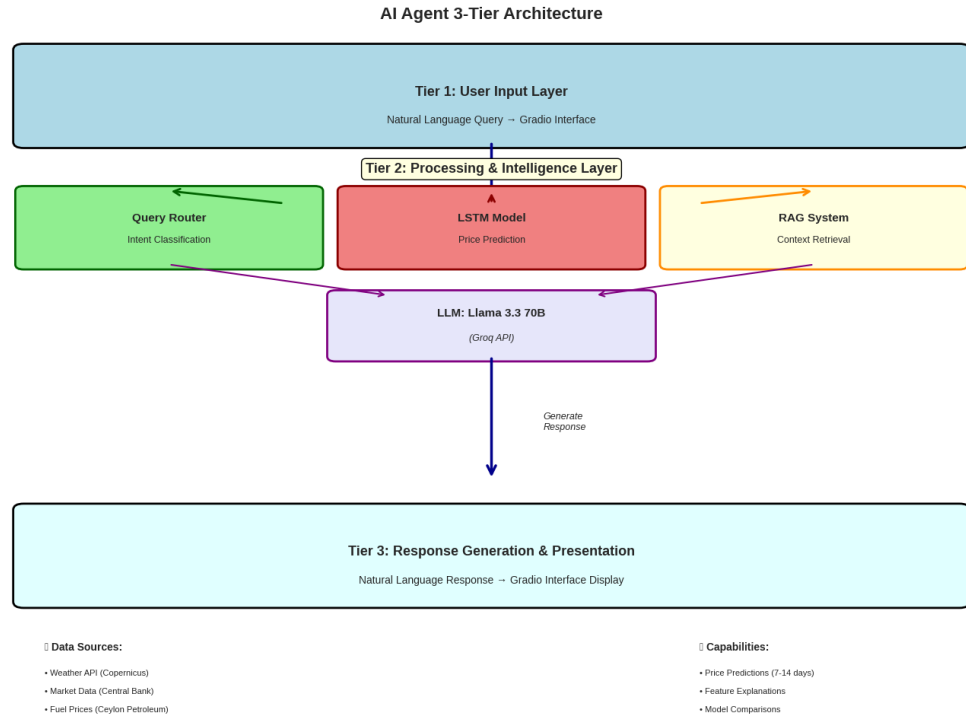 AI Agent 3-Tier Architecture
Tier 1: User Input Layer
Natural Language Query → Gradio Interface
Tier 2: Processing & Intelligence Layer
Query Router
Intent Classification
LSTM Model
Price Prediction
RAG System
Context Retrieval
LLM: Llama 3.3 70B
(Groq API)
Generate
Response
Tier 3: Response Generation & Presentation
Natural Language Response → Gradio Interface Display
Data Sources:
• Weather API (Copernicus)
• Market Data (Central Bank)
• Fuel Prices (Ceylon Petroleum)
Capabilities:
• Price Predictions (7-14 days)
• Feature Explanations
• Model Comparisons